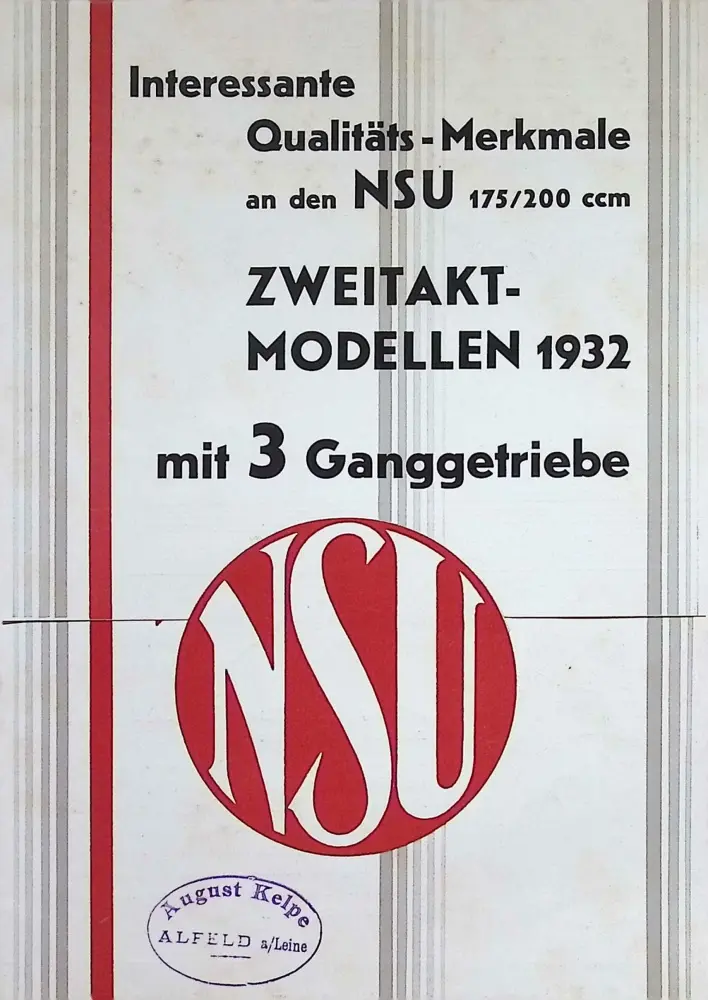 Interessante
Qualitäts-Merkmale
an den NSU 175/200 ccm
ZWEITAKT-
MODELLEN 1932
mit 3 Ganggetriebe
NSU
August Kelpe
ALFELD a/Leine